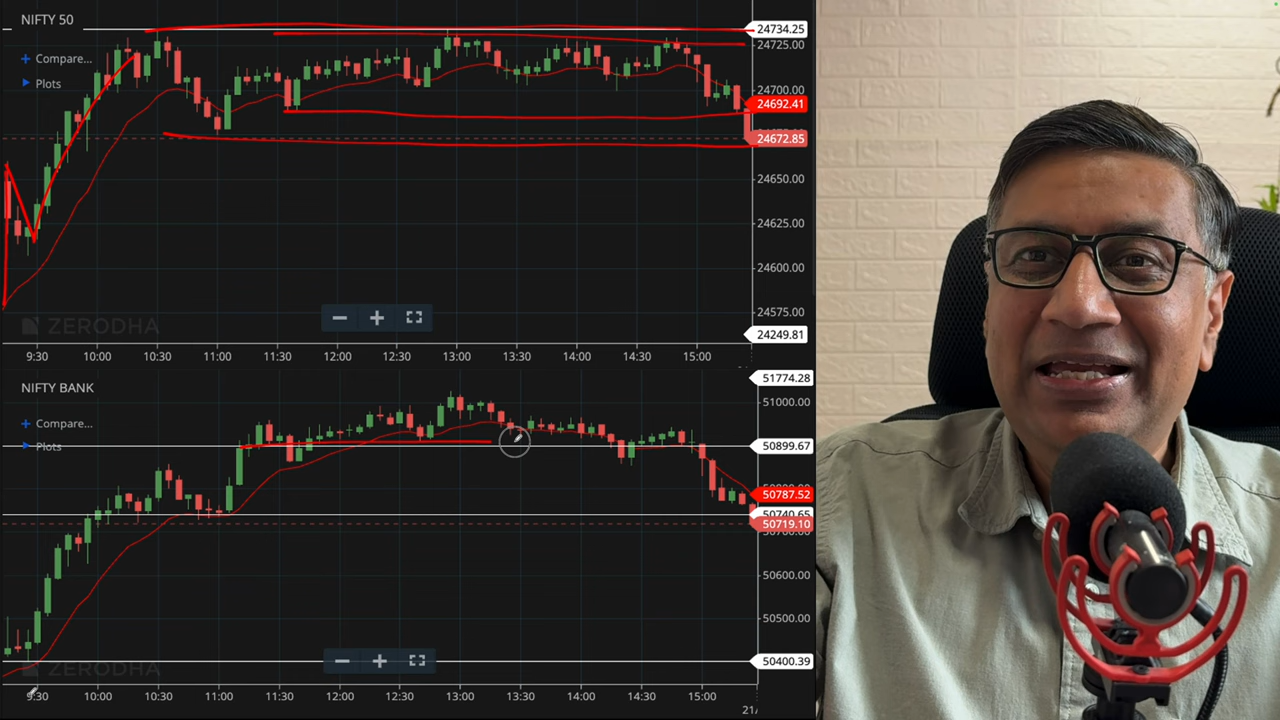 NIFTY 50
+ Compare...
Plots
24734.25
24725.00
24700.00
24692.41
24672.85
24650.00
24625.00
24600.00
24575.00
24249.81
ZERODHA
9:30 10:00 10:30 11:00 11:30 12:00 12:30 13:00 13:30 14:00 14:30 15:00
NIFTY BANK
+ Compare...
Plots
51774.28
51000.00
50899.67
50787.52
50740.65
50719.10
50600.00
50500.00
50400.39
ZERODHA
9:30 10:00 10:30 11:00 11:30 12:00 12:30 13:00 13:30 14:00 14:30 15:00